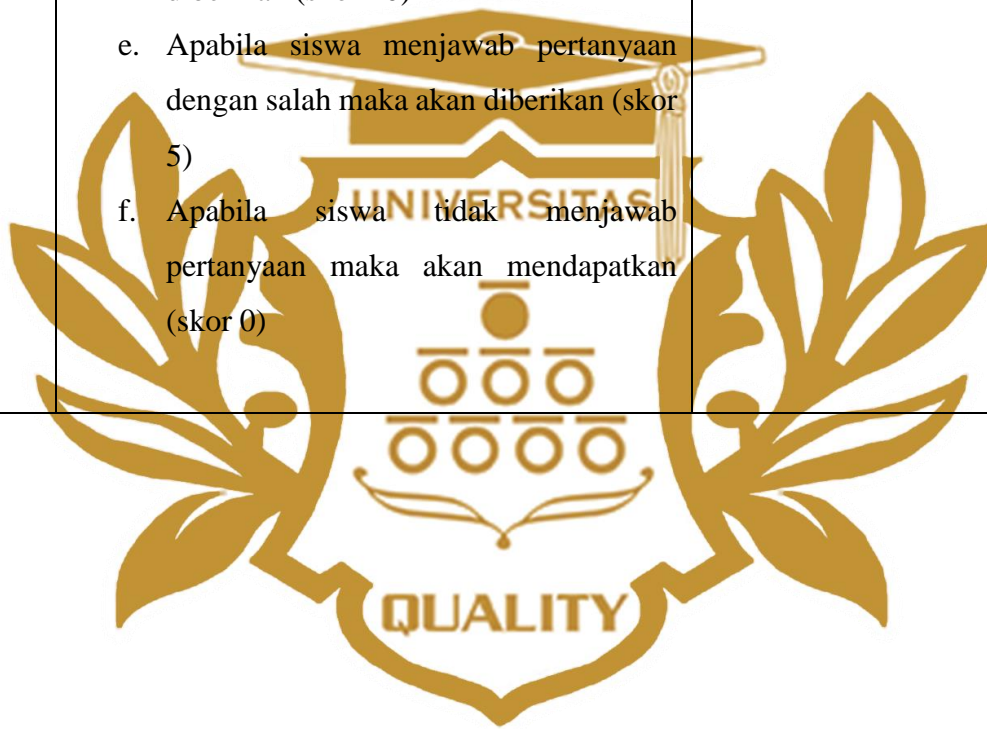 e. Apabila siswa menjawab pertanyaan
dengan salah maka akan diberikan (skor
5)
f. Apabila siswa tidak menjawab
pertanyaan maka akan mendapatkan
(skor 0)
UNIVERSITAS
QUALITY